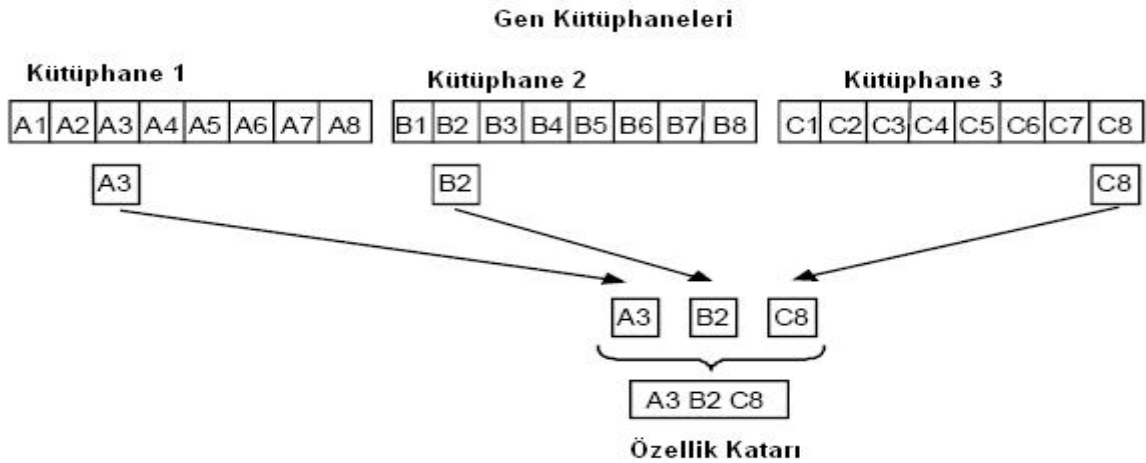 Gen Kütüphaneleri
Kütüphane 1 Kütüphane 2 Kütüphane 3
A1 A2 A3 A4 A5 A6 A7 A8 B1 B2 B3 B4 B5 B6 B7 B8 C1 C2 C3 C4 C5 C6 C7 C8
A3 B2 C8
A3 B2 C8
A3 B2 C8
Özellik Katarı